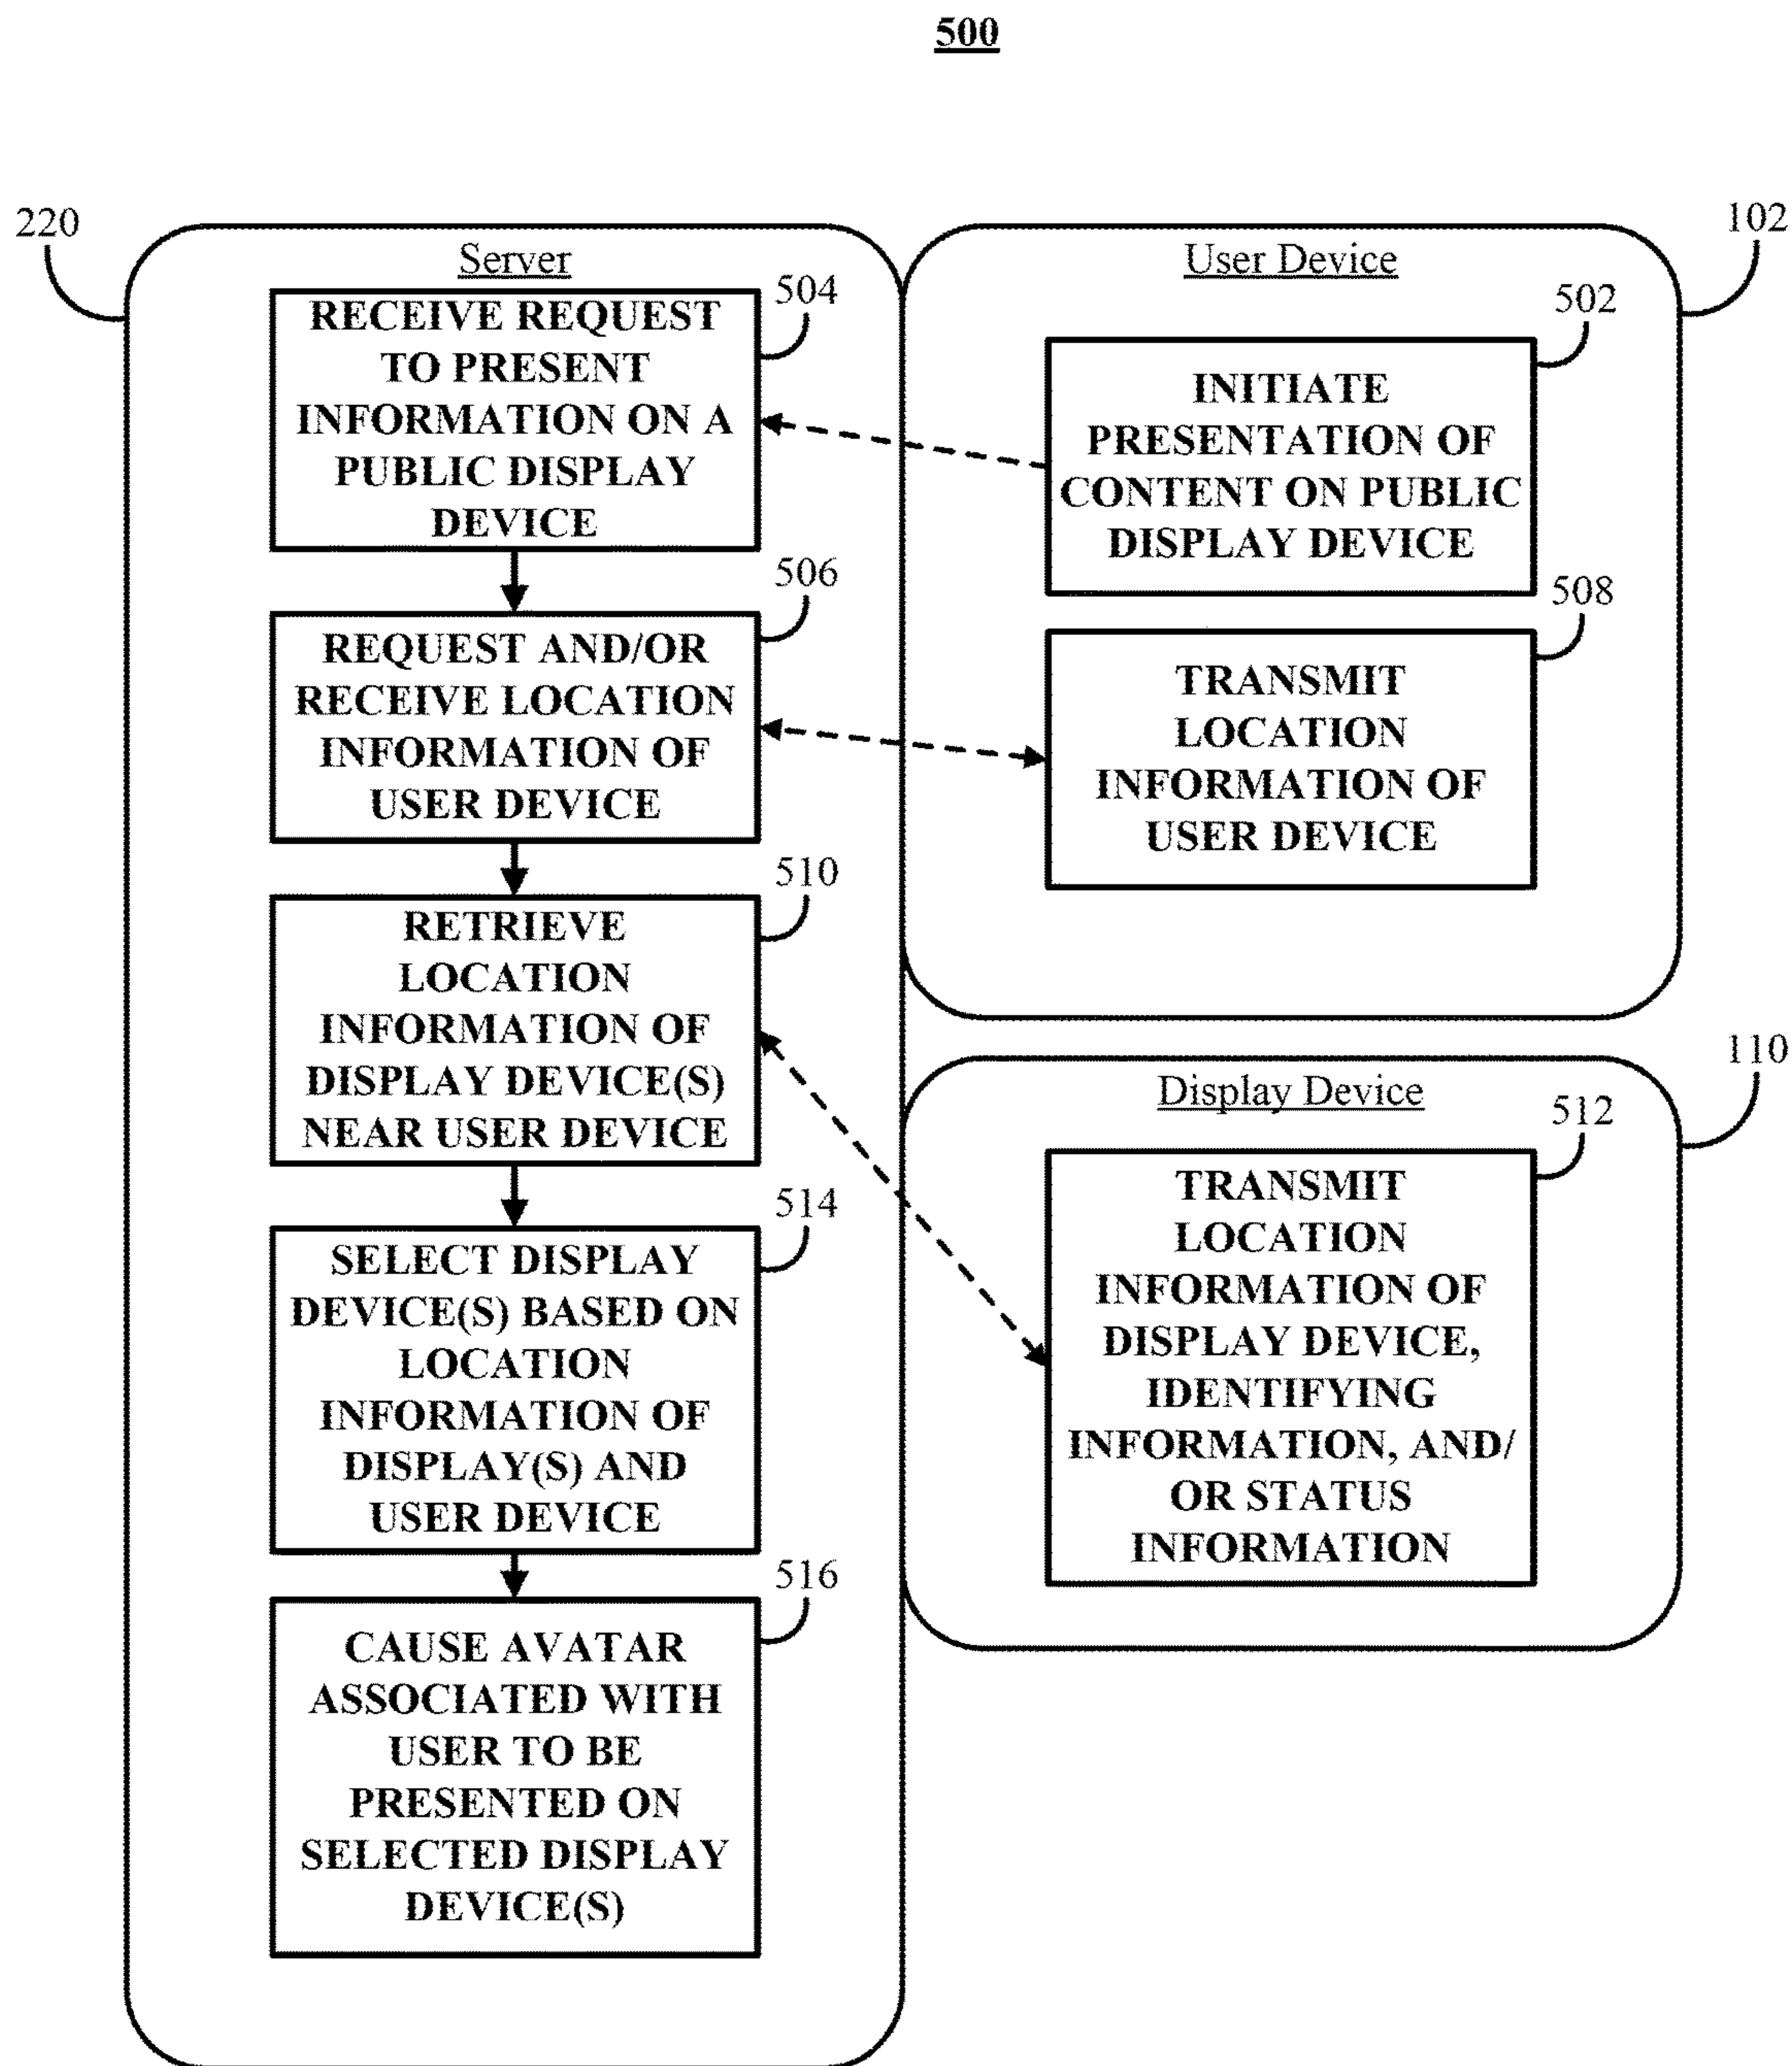 500
220
Server
504
RECEIVE REQUEST
TO PRESENT
INFORMATION ON A
PUBLIC DISPLAY
DEVICE
506
REQUEST AND/OR
RECEIVE LOCATION
INFORMATION OF
USER DEVICE
510
RETRIEVE
LOCATION
INFORMATION OF
DISPLAY DEVICE(S)
NEAR USER DEVICE
514
SELECT DISPLAY
DEVICE(S) BASED ON
LOCATION
INFORMATION OF
DISPLAY(S) AND
USER DEVICE
516
CAUSE AVATAR
ASSOCIATED WITH
USER TO BE
PRESENTED ON
SELECTED DISPLAY
DEVICE(S)
102
User Device
502
INITIATE
PRESENTATION OF
CONTENT ON PUBLIC
DISPLAY DEVICE
508
TRANSMIT
LOCATION
INFORMATION OF
USER DEVICE
110
Display Device
512
TRANSMIT
LOCATION
INFORMATION OF
DISPLAY DEVICE,
IDENTIFYING
INFORMATION, AND/
OR STATUS
INFORMATION